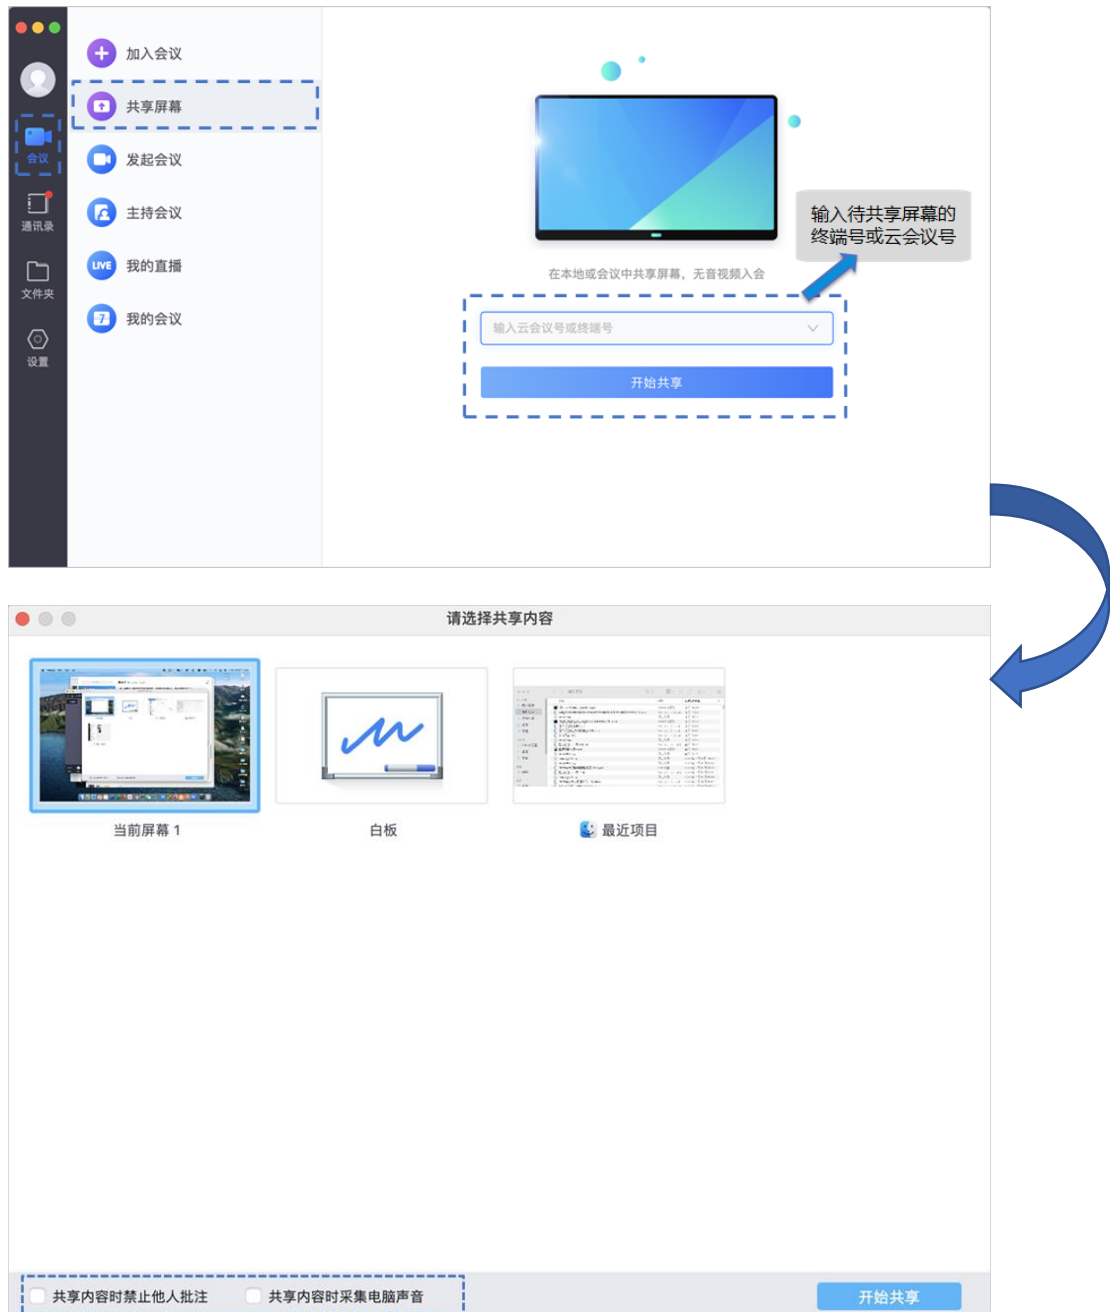 加入会议
共享屏幕
会议
发起会议
通讯录
主持会议
输入待共享屏幕的
终端号或云会议号
LIVE 我的直播
在本地或会议中共享屏幕，无音视频入会
文件夹
7 我的会议
输入云会议号或终端号
设置
开始共享
请选择共享内容
当前屏幕 1
白板
最近项目
共享内容时禁止他人批注
共享内容时采集电脑声音
开始共享